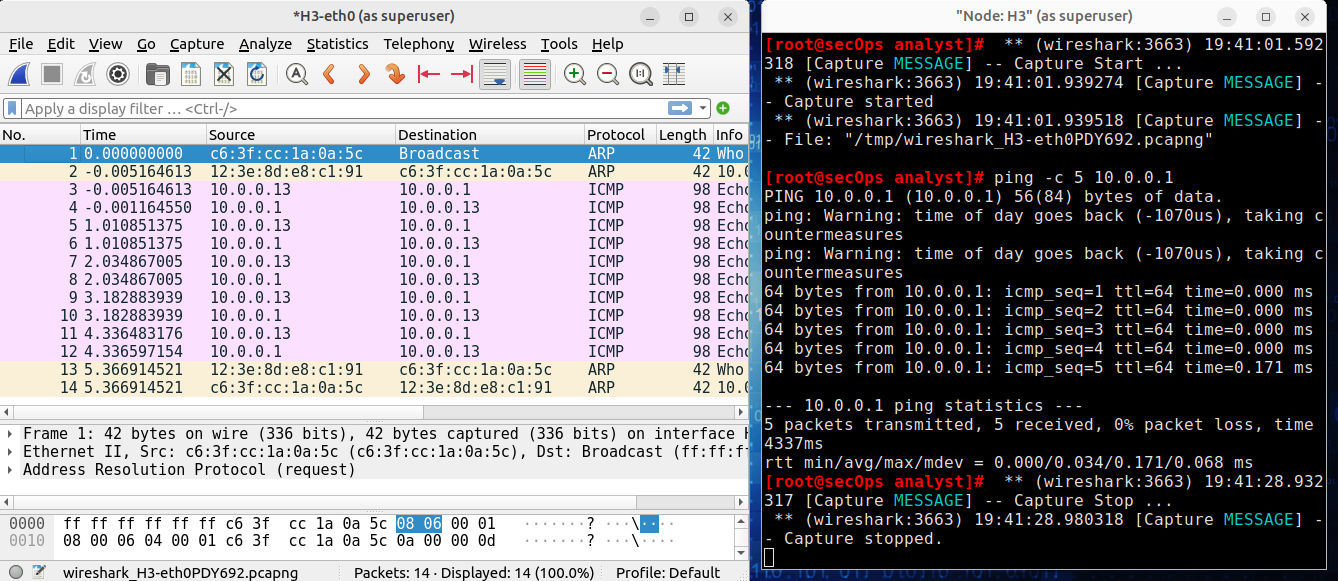 *H3-eth0 (as superuser)
File Edit View Go Capture Analyze Statistics Telephony Wireless Tools Help
Apply a display filter … <Ctrl-/>
No. Time Source Destination Protocol Length Info
1 0.000000000 c6:3f:cc:1a:0a:5c Broadcast ARP 42 Who
2 -0.005164613 12:3e:8d:e8:c1:91 c6:3f:cc:1a:0a:5c ARP 42 10.0
3 -0.005164613 10.0.0.13 10.0.0.1 ICMP 98 Echo
4 -0.001164550 10.0.0.1 10.0.0.13 ICMP 98 Echo
5 1.010851375 10.0.0.13 10.0.0.1 ICMP 98 Echo
6 1.010851375 10.0.0.1 10.0.0.13 ICMP 98 Echo
7 2.034867005 10.0.0.13 10.0.0.1 ICMP 98 Echo
8 2.034867005 10.0.0.1 10.0.0.13 ICMP 98 Echo
9 3.182883939 10.0.0.13 10.0.0.1 ICMP 98 Echo
10 3.182883939 10.0.0.1 10.0.0.13 ICMP 98 Echo
11 4.336483176 10.0.0.13 10.0.0.1 ICMP 98 Echo
12 4.336597154 10.0.0.1 10.0.0.13 ICMP 98 Echo
13 5.366914521 12:3e:8d:e8:c1:91 c6:3f:cc:1a:0a:5c ARP 42 Who
14 5.366914521 c6:3f:cc:1a:0a:5c 12:3e:8d:e8:c1:91 ARP 42 10.0
Frame 1: 42 bytes on wire (336 bits), 42 bytes captured (336 bits) on interface H
Ethernet II, Src: c6:3f:cc:1a:0a:5c (c6:3f:cc:1a:0a:5c), Dst: Broadcast (ff:ff:ff
Address Resolution Protocol (request)
0000 ff ff ff ff ff ff c6 3f cc 1a 0a 5c 08 06 00 01 ·······? ···\····
0010 08 00 06 04 00 01 c6 3f cc 1a 0a 5c 0a 00 00 0d ·······? ···\····
wireshark_H3-eth0PDY692.pcapng Packets: 14 · Displayed: 14 (100.0%) Profile: Default
"Node: H3" (as superuser)
[root@secOps analyst]# ** (wireshark:3663) 19:41:01.592
318 [Capture MESSAGE] -- Capture Start ...
** (wireshark:3663) 19:41:01.939274 [Capture MESSAGE] -
- Capture started
** (wireshark:3663) 19:41:01.939518 [Capture MESSAGE] -
- File: "/tmp/wireshark_H3-eth0PDY692.pcapng"
[root@secOps analyst]# ping -c 5 10.0.0.1
PING 10.0.0.1 (10.0.0.1) 56(84) bytes of data.
ping: Warning: time of day goes back (-1070us), taking c
ountermeasures
ping: Warning: time of day goes back (-1070us), taking c
ountermeasures
64 bytes from 10.0.0.1: icmp_seq=1 ttl=64 time=0.000 ms
64 bytes from 10.0.0.1: icmp_seq=2 ttl=64 time=0.000 ms
64 bytes from 10.0.0.1: icmp_seq=3 ttl=64 time=0.000 ms
64 bytes from 10.0.0.1: icmp_seq=4 ttl=64 time=0.000 ms
64 bytes from 10.0.0.1: icmp_seq=5 ttl=64 time=0.171 ms
--- 10.0.0.1 ping statistics ---
5 packets transmitted, 5 received, 0% packet loss, time
4337ms
rtt min/avg/max/mdev = 0.000/0.034/0.171/0.068 ms
[root@secOps analyst]# ** (wireshark:3663) 19:41:28.932
317 [Capture MESSAGE] -- Capture Stop ...
** (wireshark:3663) 19:41:28.980318 [Capture MESSAGE] -
- Capture stopped.